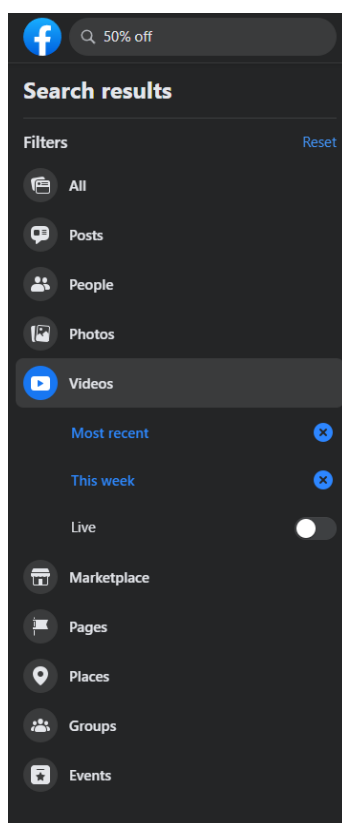 50% off
Search results
Filters Reset
All
Posts
People
Photos
Videos
Most recent
This week
Live
Marketplace
Pages
Places
Groups
Events